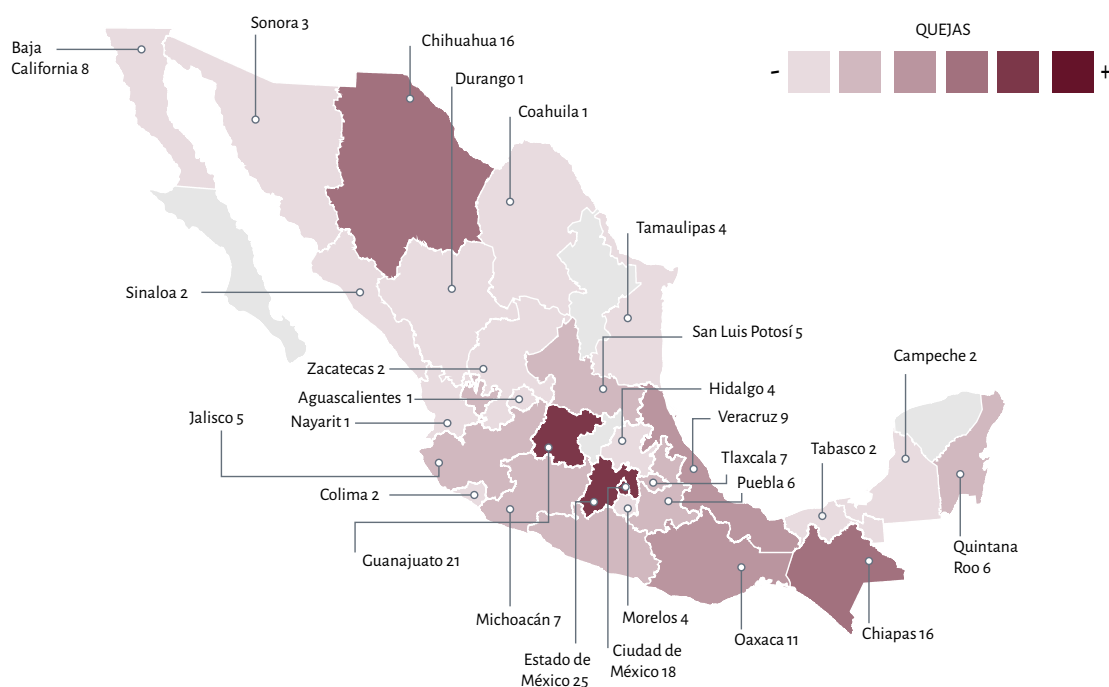 Sonora 3
QUEJAS
Baja
California 8
Chihuahua 16
- +
Durango 1
Coahuila 1
Tamaulipas 4
Sinaloa 2
San Luis Potosí 5
Campeche 2
Zacatecas 2
Hidalgo 4
Aguascalientes 1
Jalisco 5
Nayarit 1
Veracruz 9
Tabasco 2
Tlaxcala 7
Puebla 6
Colima 2
Guanajuato 21
Quintana
Roo 6
Michoacán 7
Morelos 4
Oaxaca 11
Chiapas 16
Estado de
México 25
Ciudad de
México 18